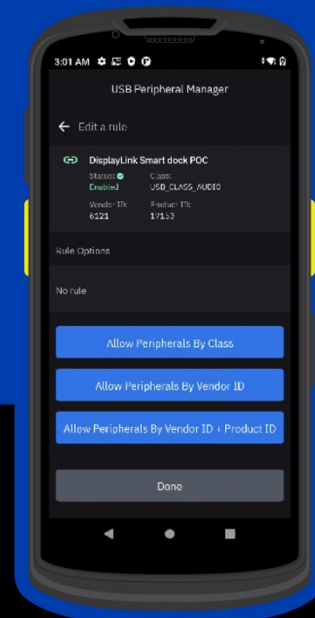 3:01 AM
USB Peripheral Manager
Edit a rule
DisplayLink Smart dock POC
Status: Class:
Enabled USB_CLASS_AUDIO
Vendor ID: Product ID:
6121 17153
Rule Options
No rule
Allow Peripherals By Class
Allow Peripherals By Vendor ID
Allow Peripherals By Vendor ID + Product ID
Done